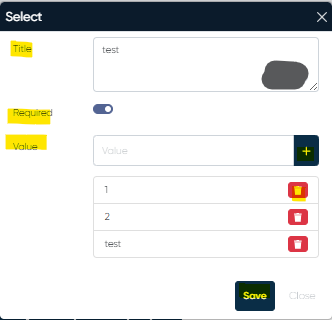 Select
Title
test
Required
Value
Value
1
2
test
Save
Close